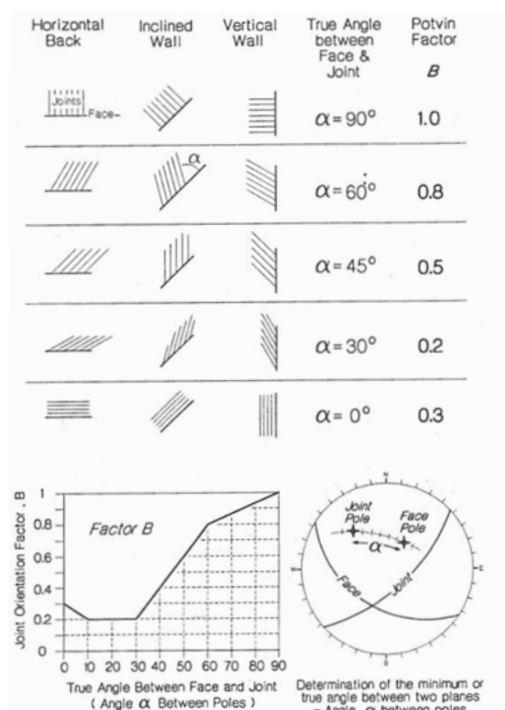 Horizontal Back
Inclined Wall
Vertical Wall
True Angle between Face & Joint
Potvin Factor B
Joints
Face
α = 90° 1.0
α
α = 60° 0.8
α = 45° 0.5
α = 30° 0.2
α = 0° 0.3
Joint Orientation Factor, B
1
0.8
0.6
0.4
0.2
0
Factor B
0 10 20 30 40 50 60 70 80 90
True Angle Between Face and Joint
( Angle α Between Poles )
N
Joint Pole
Face Pole
α
W
E
Face
Joint
S
Determination of the minimum or
true angle between two planes
= Angle, α between poles